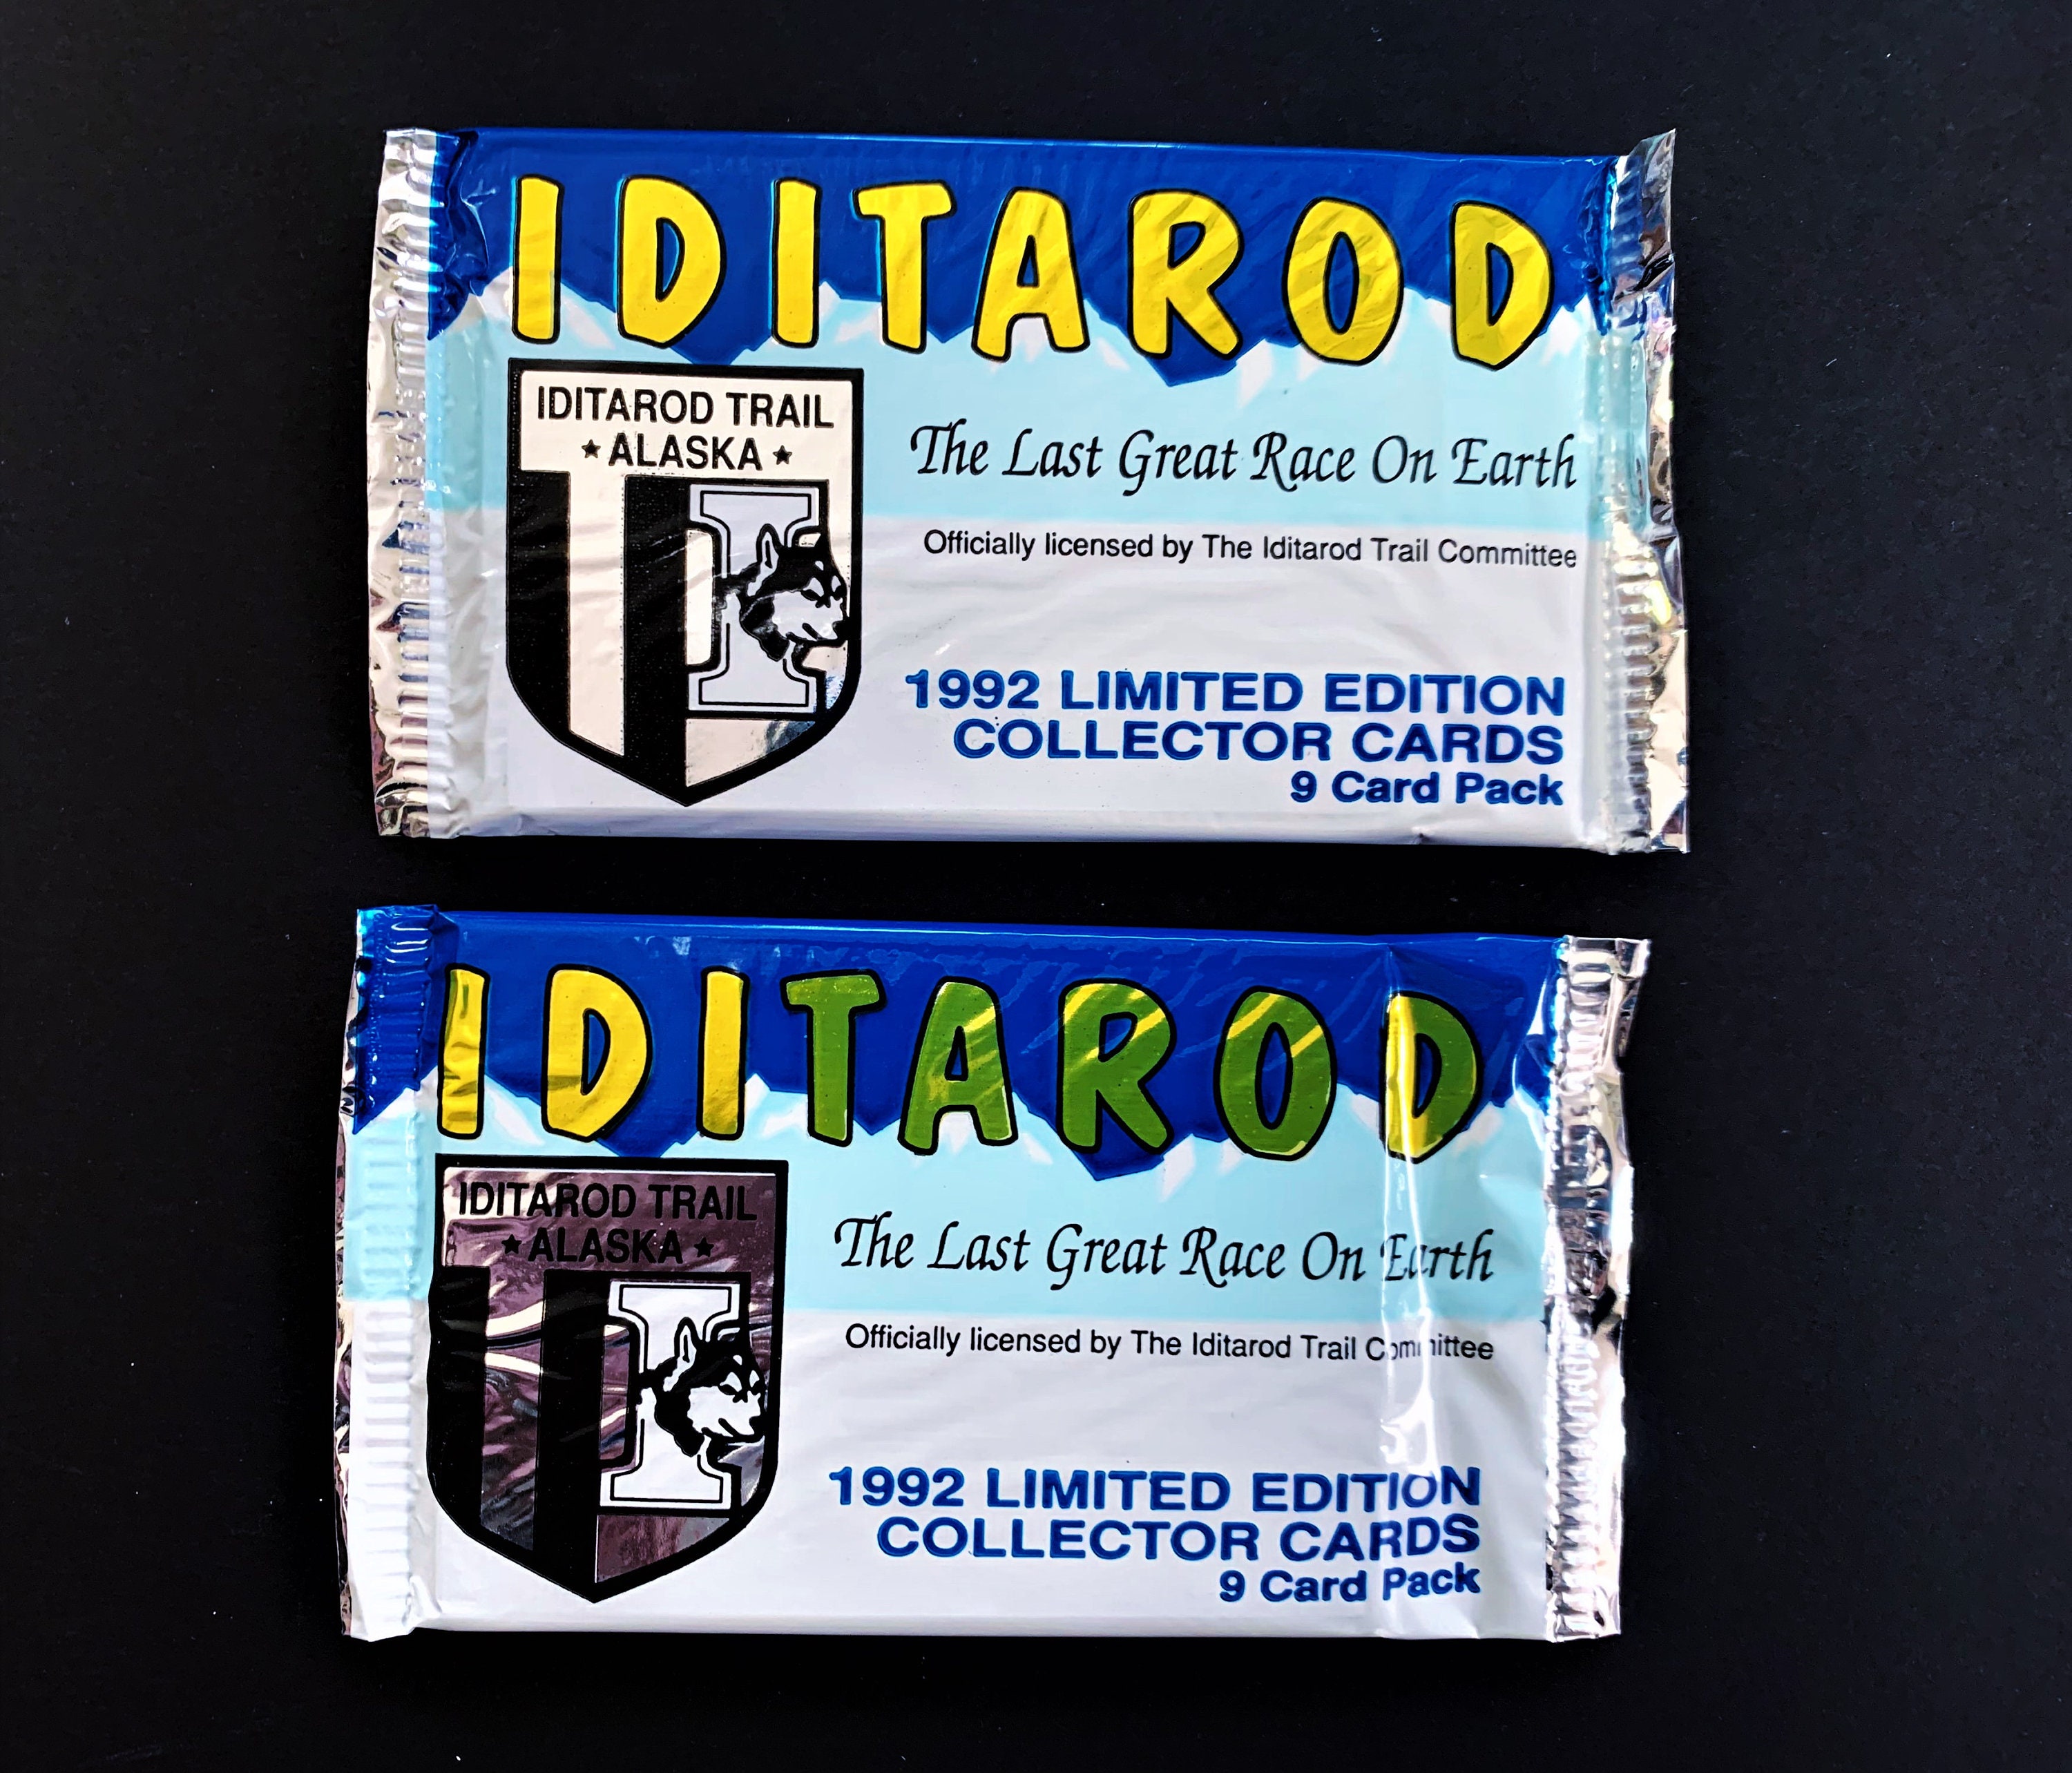 IDITAROD
IDITAROD TRAIL
★ ALASKA ★
The Last Great Race On Earth
Officially licensed by The Iditarod Trail Committee
1992 LIMITED EDITION
COLLECTOR CARDS
9 Card Pack
IDITAROD
IDITAROD TRAIL
★ ALASKA ★
The Last Great Race On Earth
Officially licensed by The Iditarod Trail Committee
1992 LIMITED EDITION
COLLECTOR CARDS
9 Card Pack